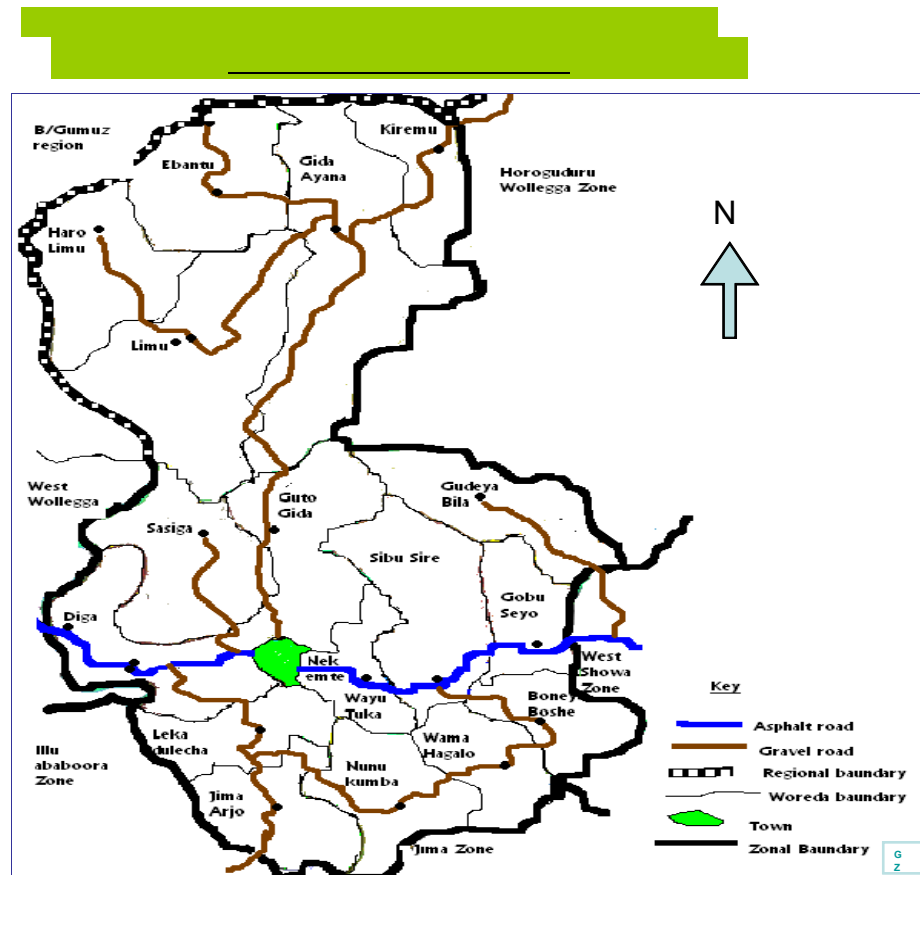 B/Gumuz
region
Kiremu
Ebantu
Gida
Ayana
Horoguduru
Wollegga Zone
N
Haro
Limu
Limu
West
Wollegga
Gudeya
Bila
Guto
Gida
Sasiga
Sibu Sire
Gobu
Seyo
Diga
Nek
emte
West
Showa
Zone
Key
Wayu
Tuka
Boney
Boshe
Asphalt road
Leka
dulecha
Wama
Hagalo
Illu
ababoora
Zone
Gravel road
Nunu
kumba
Regional baundary
Jima
Arjo
Woreda baundary
Town
Jima Zone
Zonal Baundary
G
Z